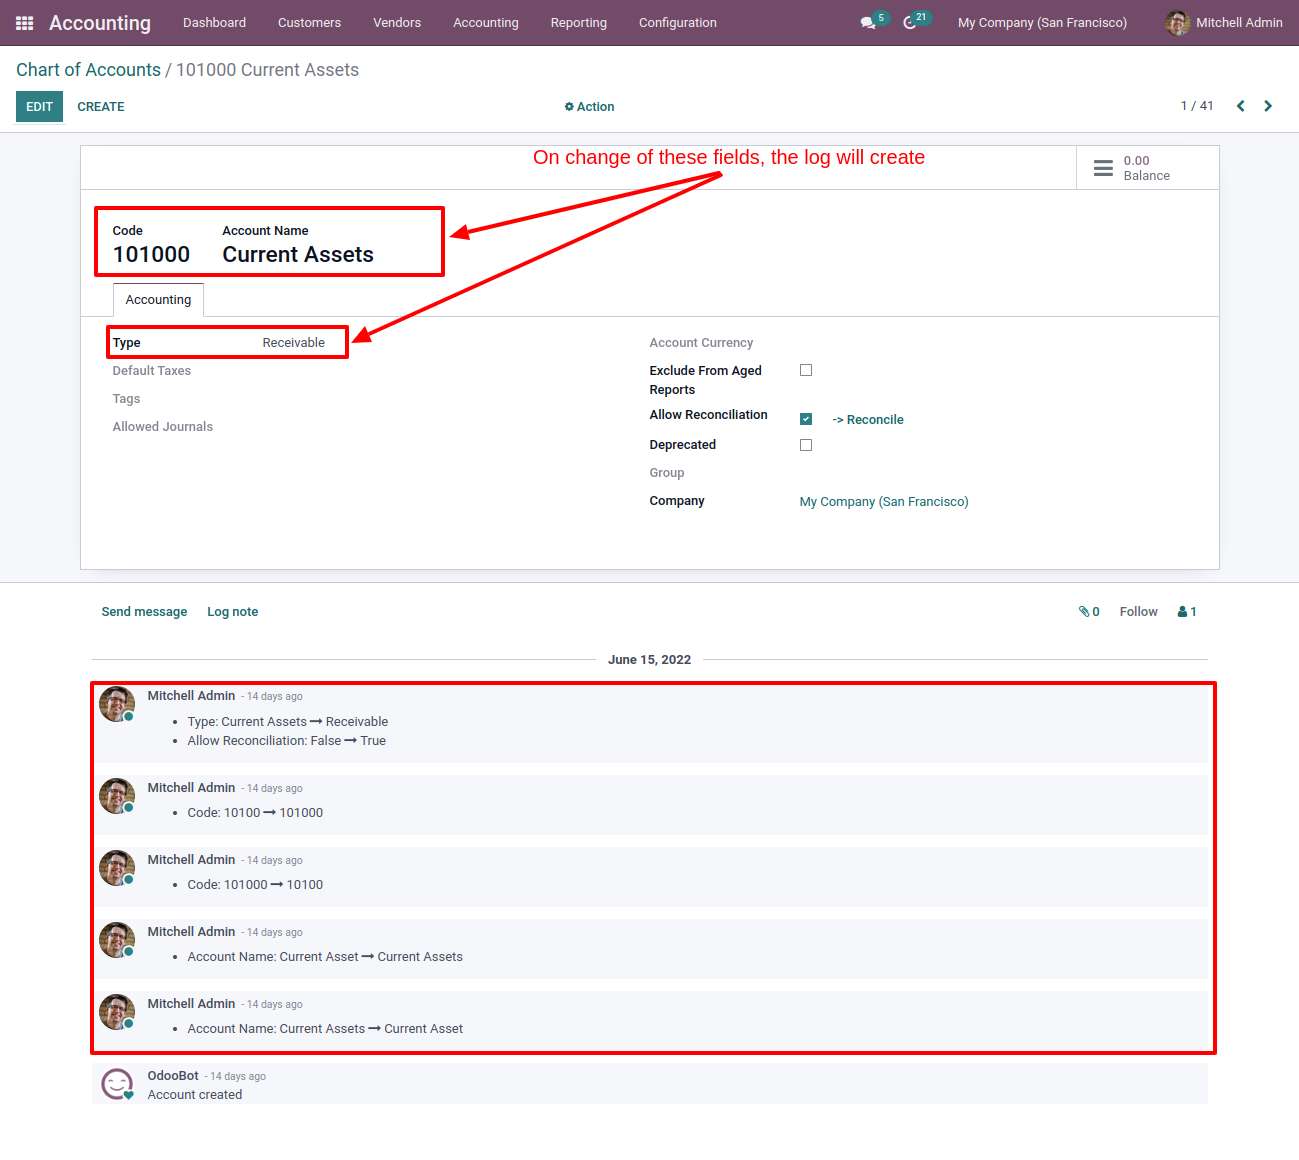 Accounting Dashboard Customers Vendors Accounting Reporting Configuration 5 21 My Company (San Francisco) Mitchell Admin
Chart of Accounts / 101000 Current Assets
EDIT CREATE Action 1 / 41
On change of these fields, the log will create
0.00
Balance
Code Account Name
101000 Current Assets
Accounting
Type Receivable
Default Taxes
Tags
Allowed Journals
Account Currency
Exclude From Aged
Reports
Allow Reconciliation -> Reconcile
Deprecated
Group
Company My Company (San Francisco)
Send message Log note 0 Follow 1
June 15, 2022
Mitchell Admin - 14 days ago
• Type: Current Assets → Receivable
• Allow Reconciliation: False → True
Mitchell Admin - 14 days ago
• Code: 10100 → 101000
Mitchell Admin - 14 days ago
• Code: 101000 → 10100
Mitchell Admin - 14 days ago
• Account Name: Current Asset → Current Assets
Mitchell Admin - 14 days ago
• Account Name: Current Assets → Current Asset
OdooBot - 14 days ago
Account created